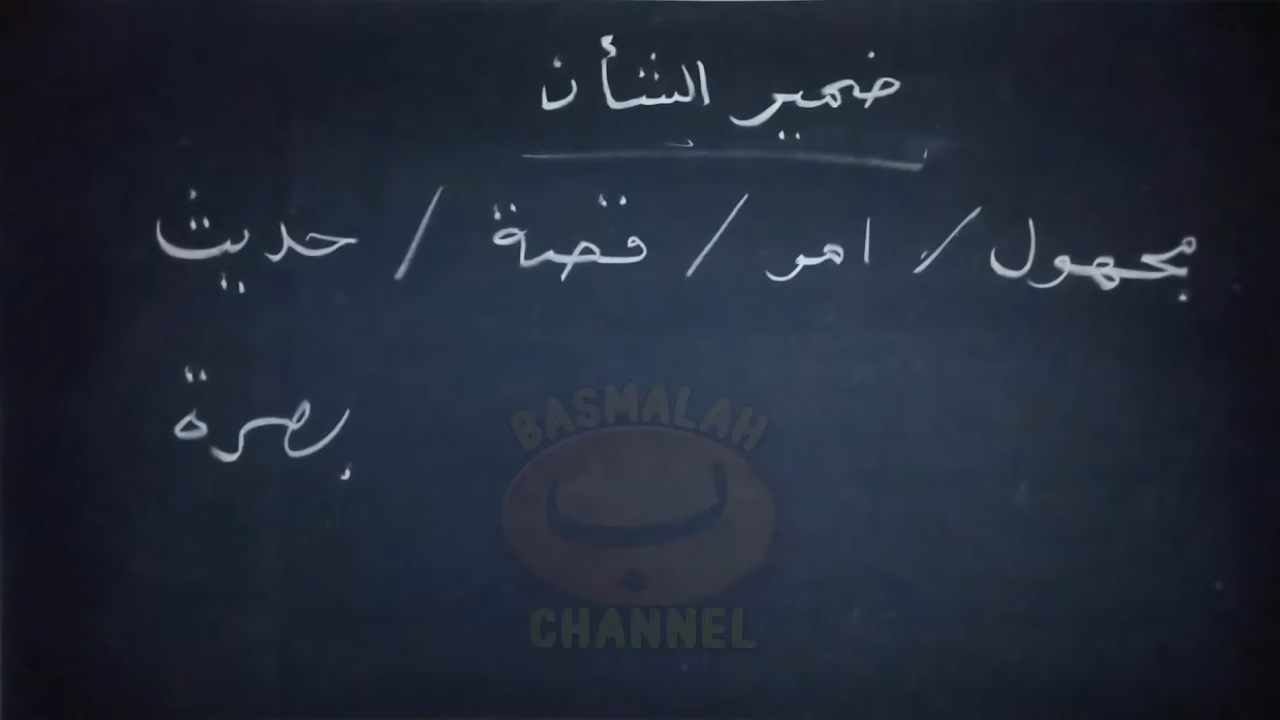 ضمير الشأن
مجهول / امر / قصة / حديث
بصرة
BASMALAH
ب
CHANNEL